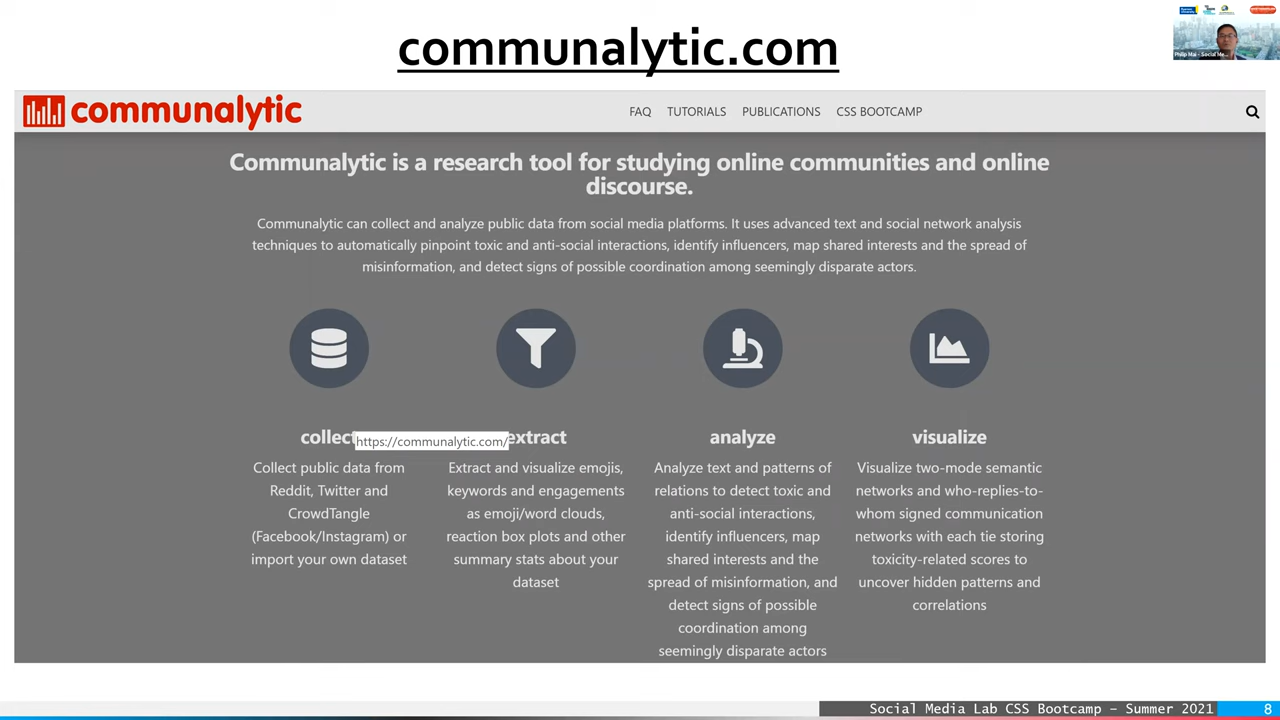 communalytic.com
communalytic
FAQ TUTORIALS PUBLICATIONS CSS BOOTCAMP
Communalytic is a research tool for studying online communities and online
discourse.
Communalytic can collect and analyze public data from social media platforms. It uses advanced text and social network analysis
techniques to automatically pinpoint toxic and anti-social interactions, identify influencers, map shared interests and the spread of
misinformation, and detect signs of possible coordination among seemingly disparate actors.
collect
https://communalytic.com/
Collect public data from
Reddit, Twitter and
CrowdTangle
(Facebook/Instagram) or
import your own dataset
extract
Extract and visualize emojis,
keywords and engagements
as emoji/word clouds,
reaction box plots and other
summary stats about your
dataset
analyze
Analyze text and patterns of
relations to detect toxic and
anti-social interactions,
identify influencers, map
shared interests and the
spread of misinformation, and
detect signs of possible
coordination among
seemingly disparate actors
visualize
Visualize two-mode semantic
networks and who-replies-to-
whom signed communication
networks with each tie storing
toxicity-related scores to
uncover hidden patterns and
correlations
Philip Mai - Social Me...
Social Media Lab CSS Bootcamp – Summer 2021
8